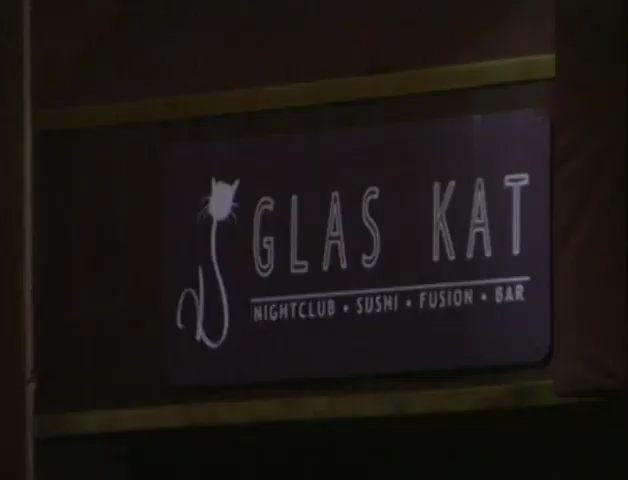 GLAS KAT
NIGHTCLUB • SUSHI • FUSION • BAR